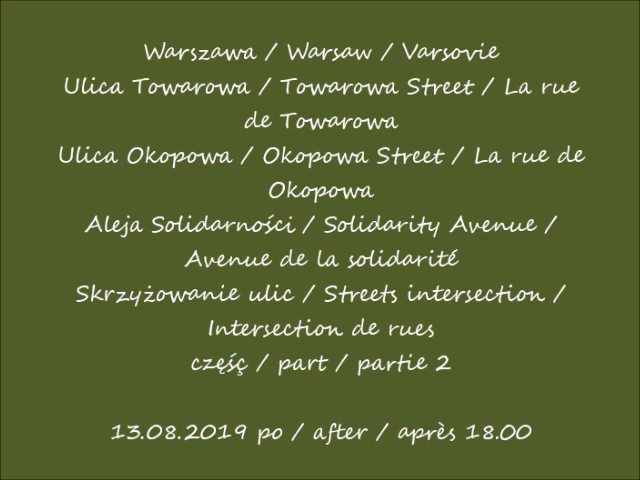 Warszawa / Warsaw / Varsovie
Ulica Towarowa / Towarowa Street / La rue
de Towarowa
Ulica Okopowa / Okopowa Street / La rue de
Okopowa
Aleja Solidarności / Solidarity Avenue /
Avenue de la solidarité
Skrzyżowanie ulic / Streets intersection /
Intersection de rues
częśç / part / partie 2
13.08.2019 po / after / après 18.00